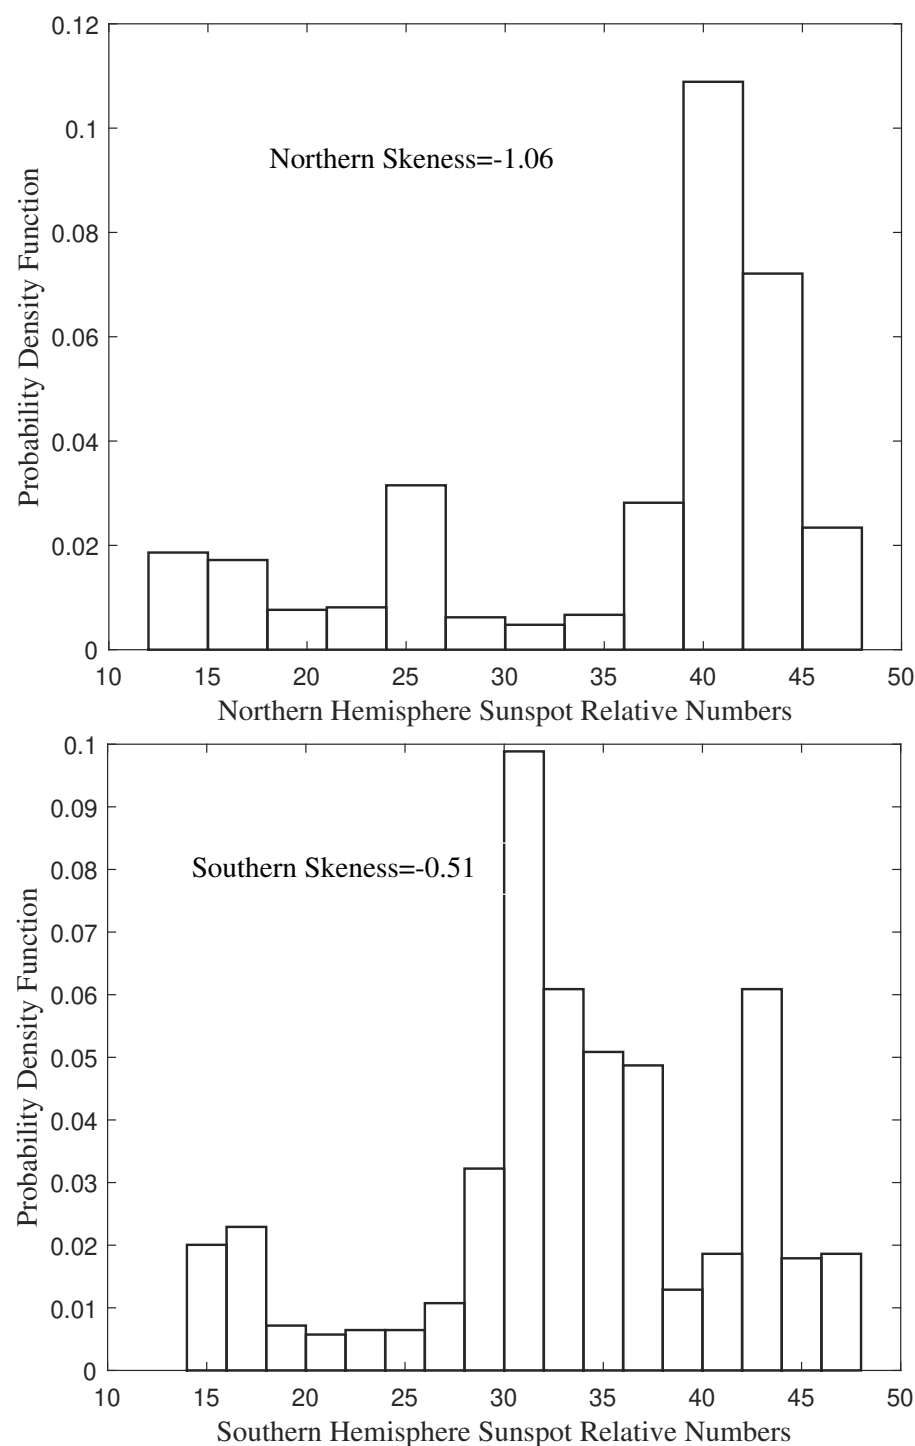 0.12
0.1
Northern Skeness=-1.06
0.08
0.06
0.04
0.02
0
Probability Density Function
10 15 20 25 30 35 40 45 50
Northern Hemisphere Sunspot Relative Numbers
0.1
0.09
0.08
Southern Skeness=-0.51
0.07
0.06
0.05
0.04
0.03
0.02
0.01
0
Probability Density Function
10 15 20 25 30 35 40 45 50
Southern Hemisphere Sunspot Relative Numbers